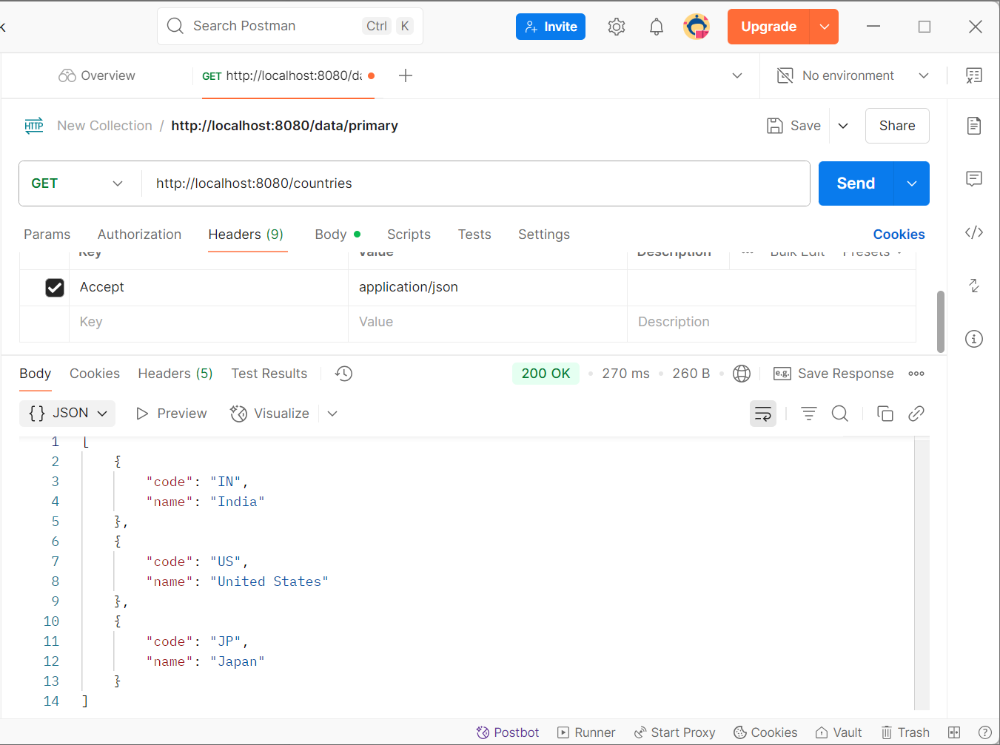 k
Search Postman Ctrl K
Invite
Upgrade
Overview
GET http://localhost:8080/da
No environment
HTTP New Collection / http://localhost:8080/data/primary
Save
Share
GET http://localhost:8080/countries
Send
Params Authorization Headers (9) Body Scripts Tests Settings Cookies
Key Value Description ... Bulk Edit Presets
Accept application/json
Key Value Description
Body Cookies Headers (5) Test Results 200 OK 270 ms 260 B e.g. Save Response
{} JSON Preview Visualize
1 [
2 {
3 "code": "IN",
4 "name": "India"
5 },
6 {
7 "code": "US",
8 "name": "United States"
9 },
10 {
11 "code": "JP",
12 "name": "Japan"
13 }
14 ]
Postbot Runner Start Proxy Cookies Vault Trash